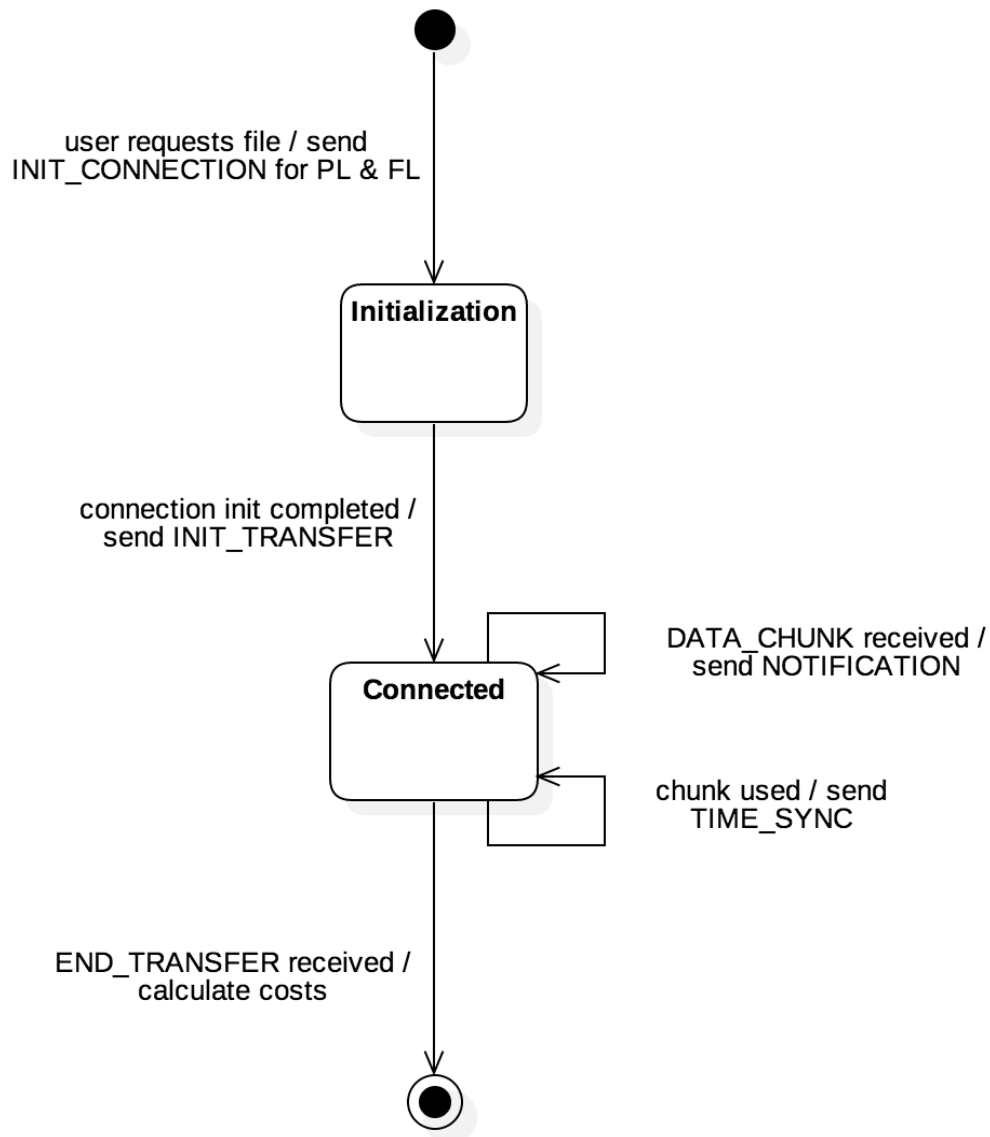 user requests file / send
INIT_CONNECTION for PL & FL
Initialization
connection init completed /
send INIT_TRANSFER
DATA_CHUNK received /
send NOTIFICATION
Connected
chunk used / send
TIME_SYNC
END_TRANSFER received /
calculate costs